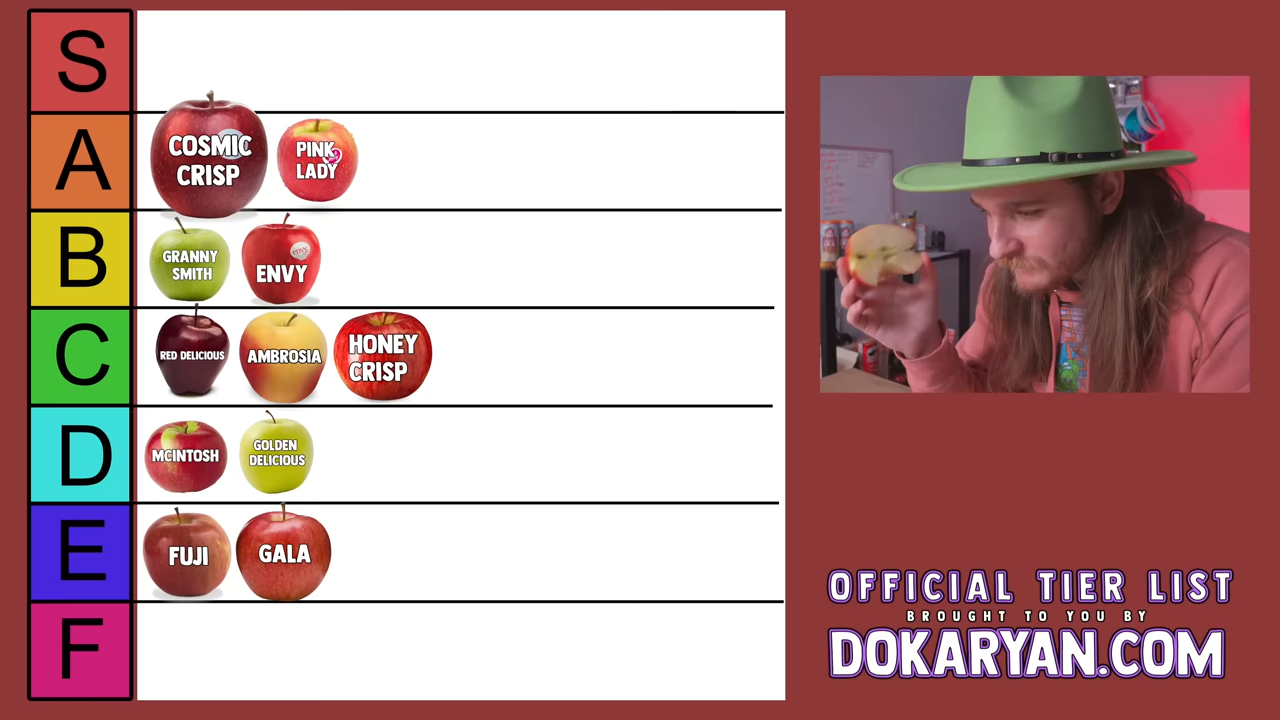 S
COSMIC
CRISP
PINK
LADY
A
GRANNY
SMITH
envy
ENVY
B
RED DELICIOUS
AMBROSIA
HONEY
CRISP
C
MCINTOSH
GOLDEN
DELICIOUS
D
FUJI
GALA
E
F
OFFICIAL TIER LIST
BROUGHT TO YOU BY
DOKARYAN.COM